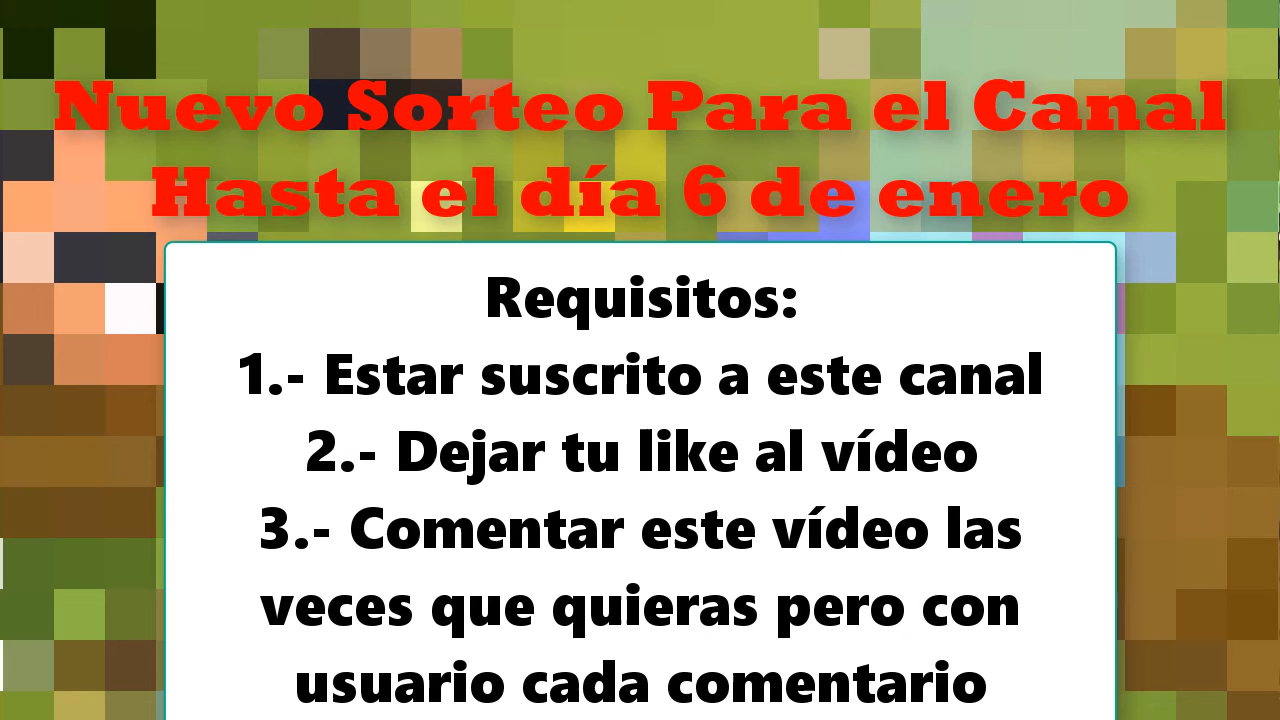 Nuevo Sorteo Para el Canal
Hasta el día 6 de enero
Requisitos:
1.- Estar suscrito a este canal
2.- Dejar tu like al vídeo
3.- Comentar este vídeo las
veces que quieras pero con
usuario cada comentario